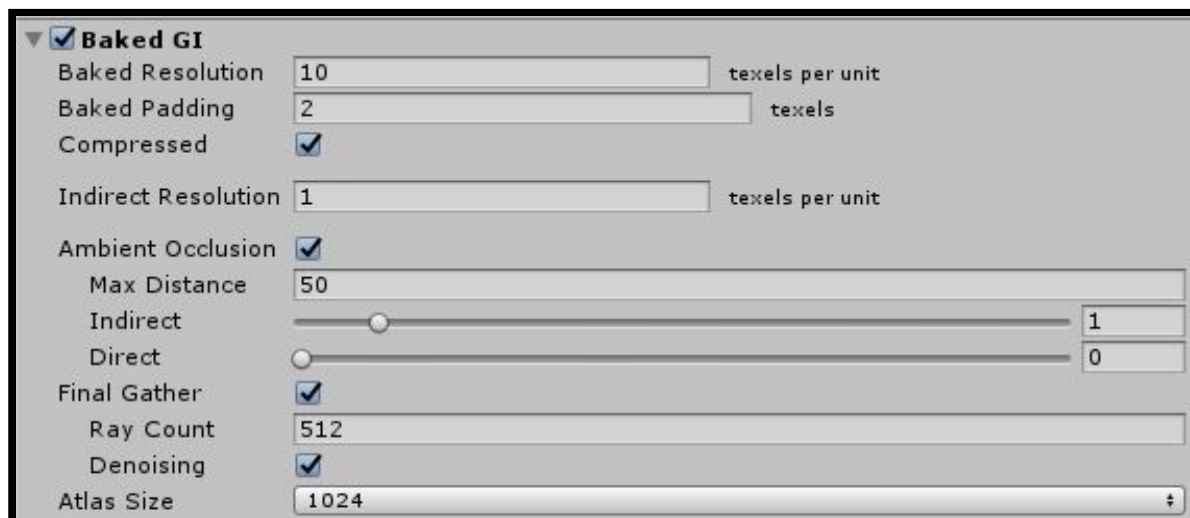 Baked GI
Baked Resolution 10 texels per unit
Baked Padding 2 texels
Compressed
Indirect Resolution 1 texels per unit
Ambient Occlusion
Max Distance 50
Indirect 1
Direct 0
Final Gather
Ray Count 512
Denoising
Atlas Size 1024